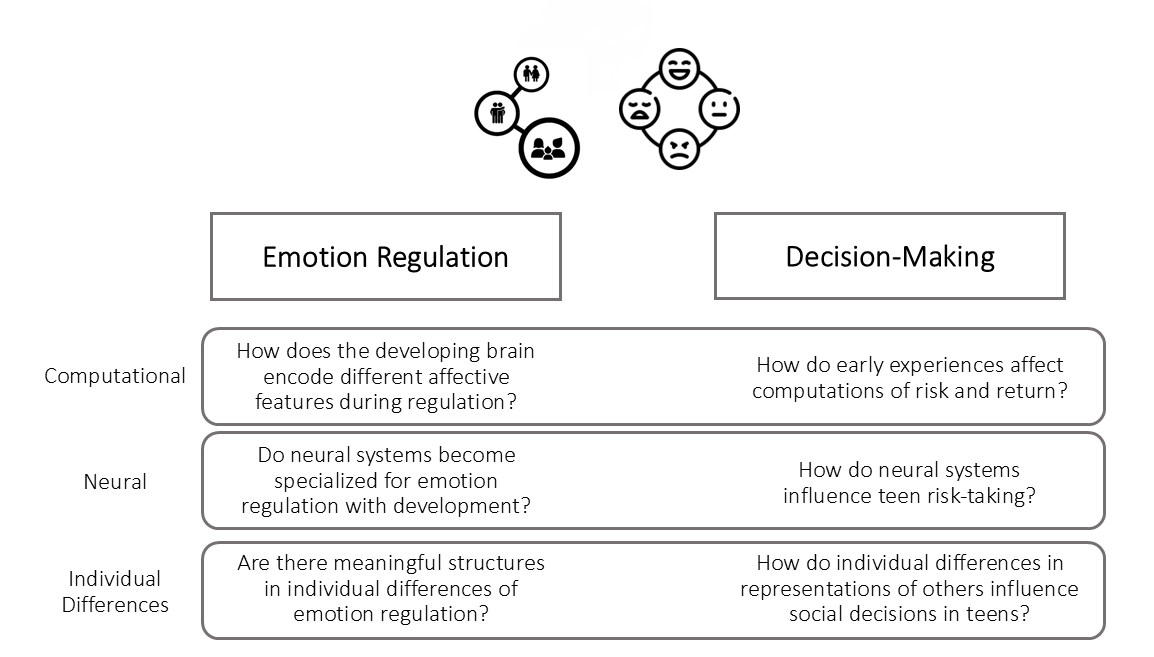 Emotion Regulation
Decision-Making
Computational
How does the developing brain
encode different affective
features during regulation?
How do early experiences affect
computations of risk and return?
Neural
Do neural systems become
specialized for emotion
regulation with development?
How do neural systems
influence teen risk-taking?
Individual
Differences
Are there meaningful structures
in individual differences of
emotion regulation?
How do individual differences in
representations of others influence
social decisions in teens?